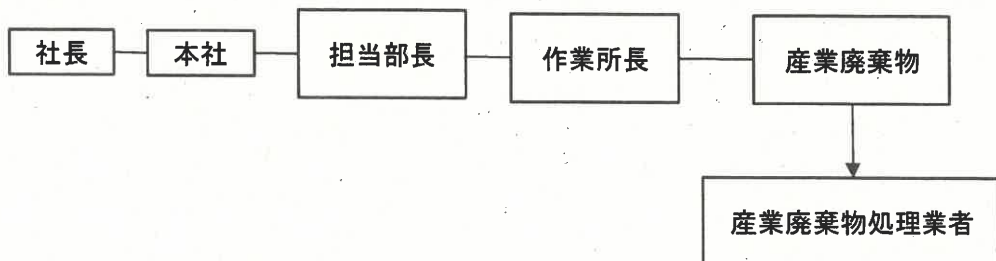 社長
本社
担当部長
作業所長
産業廃棄物
産業廃棄物処理業者